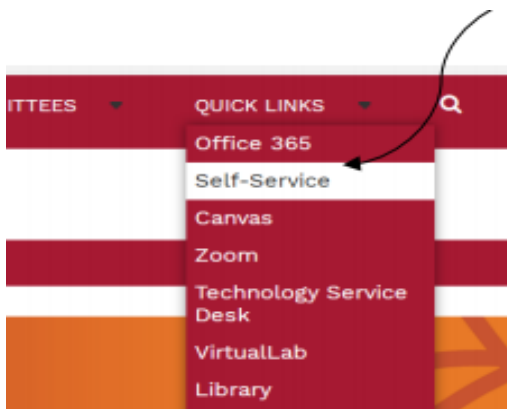 ITTEES
QUICK LINKS
Office 365
Self-Service
Canvas
Zoom
Technology Service
Desk
VirtualLab
Library